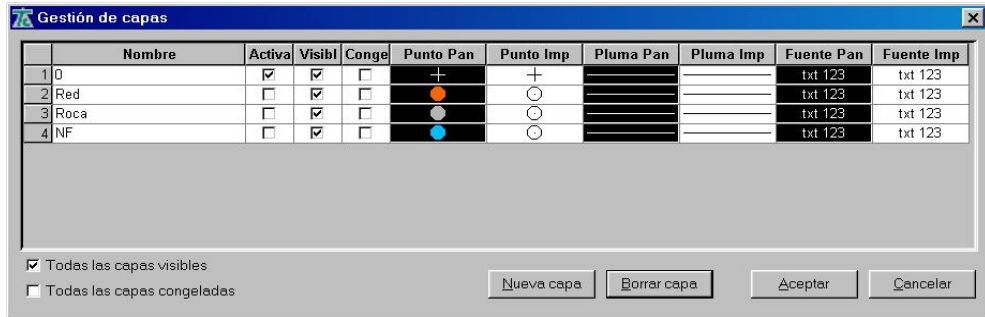 Gestión de capas
Nombre Activa Visibl Conge Punto Pan Punto Imp Pluma Pan Pluma Imp Fuente Pan Fuente Imp
1 0 txt 123 txt 123
2 Red txt 123 txt 123
3 Roca txt 123 txt 123
4 NF txt 123 txt 123
Todas las capas visibles
Todas las capas congeladas
Nueva capa Borrar capa Aceptar Cancelar